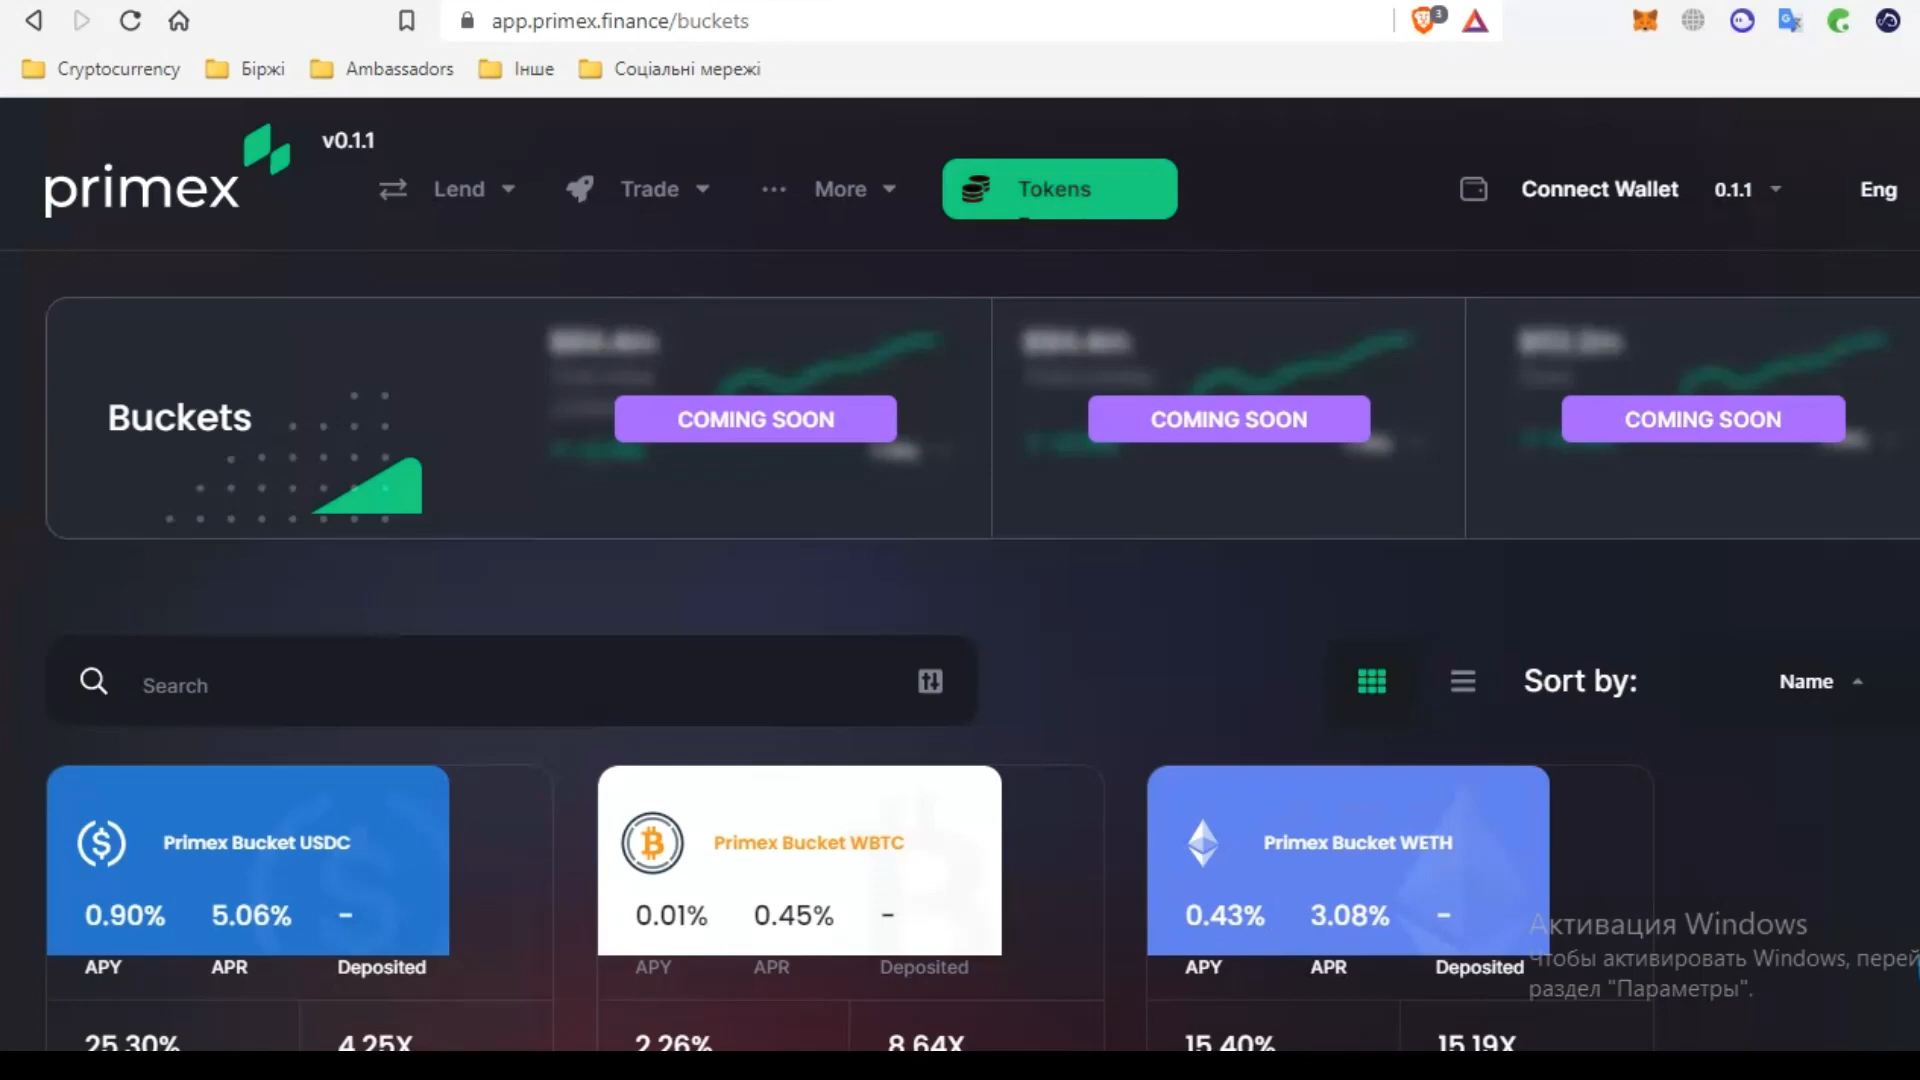 app.primex.finance/buckets
3
Cryptocurrency Біржі Ambassadors Інше Соціальні мережі
primex v0.1.1
Lend Trade More Tokens Connect Wallet 0.1.1 Eng
Buckets
COMING SOON COMING SOON COMING SOON
Search Sort by: Name
Primex Bucket USDC
0.90% 5.06% -
APY APR Deposited
25.30% 4.25X
Primex Bucket WBTC
0.01% 0.45% -
APY APR Deposited
2.26% 8.64X
Primex Bucket WETH
0.43% 3.08% -
APY APR Deposited
15.40% 15.19X
Активация Windows
Чтобы активировать Windows, перей
раздел "Параметры".